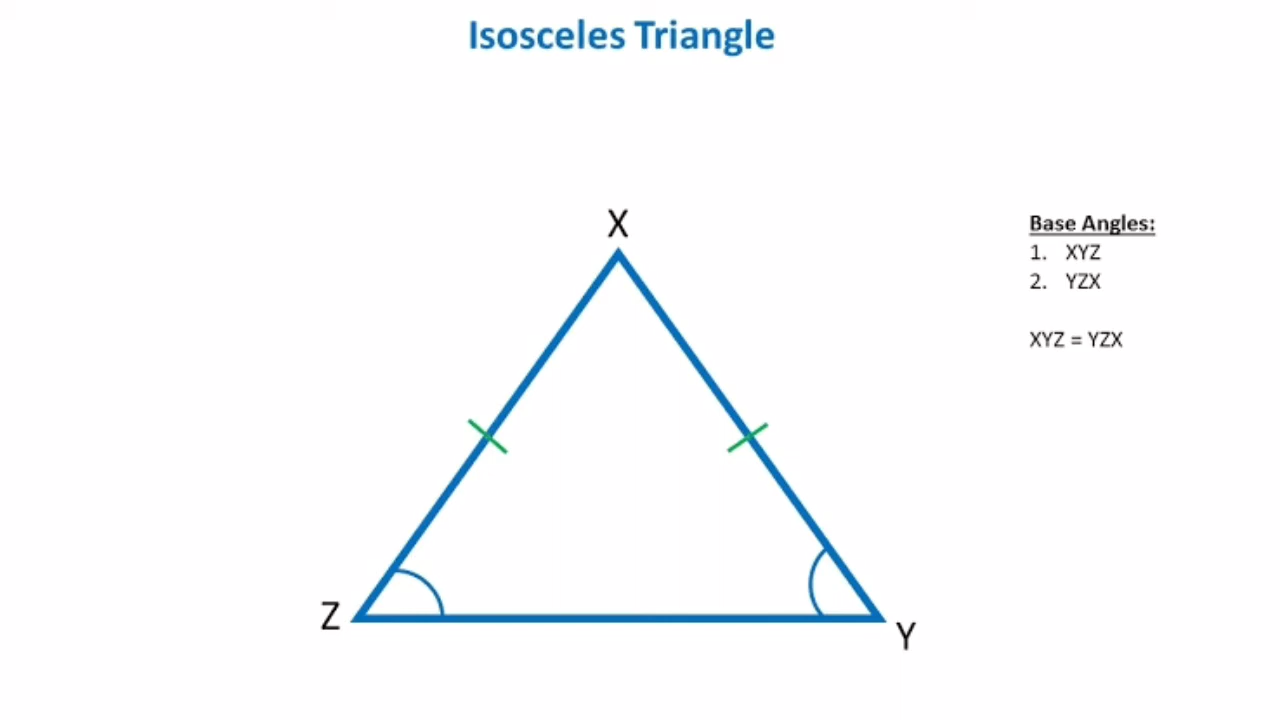 Isosceles Triangle
X
Base Angles:
1. XYZ
2. YZX
XYZ = YZX
Z
Y